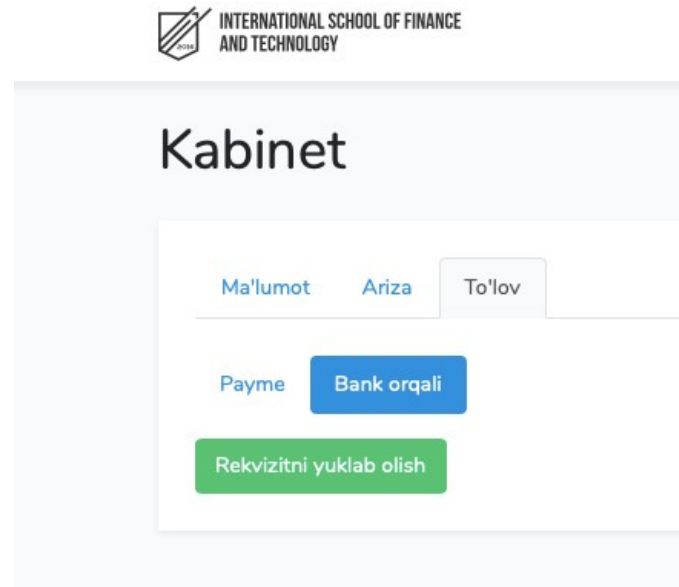 INTERNATIONAL SCHOOL OF FINANCE
AND TECHNOLOGY
Kabinet
Ma'lumot Ariza To'lov
Payme Bank orqali
Rekvizitni yuklab olish